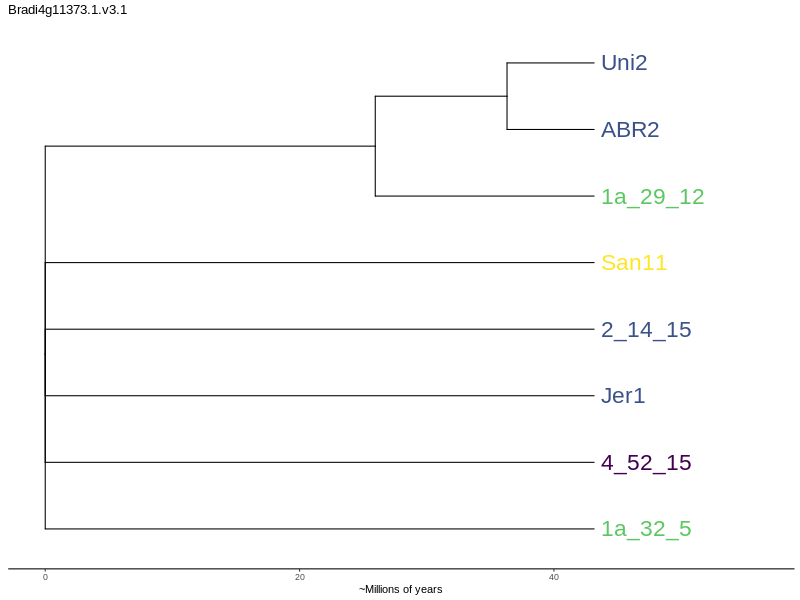 Bradi4g11373.1.v3.1
Uni2
ABR2
1a_29_12
San11
2_14_15
Jer1
4_52_15
1a_32_5
0 20 40
~Millions of years